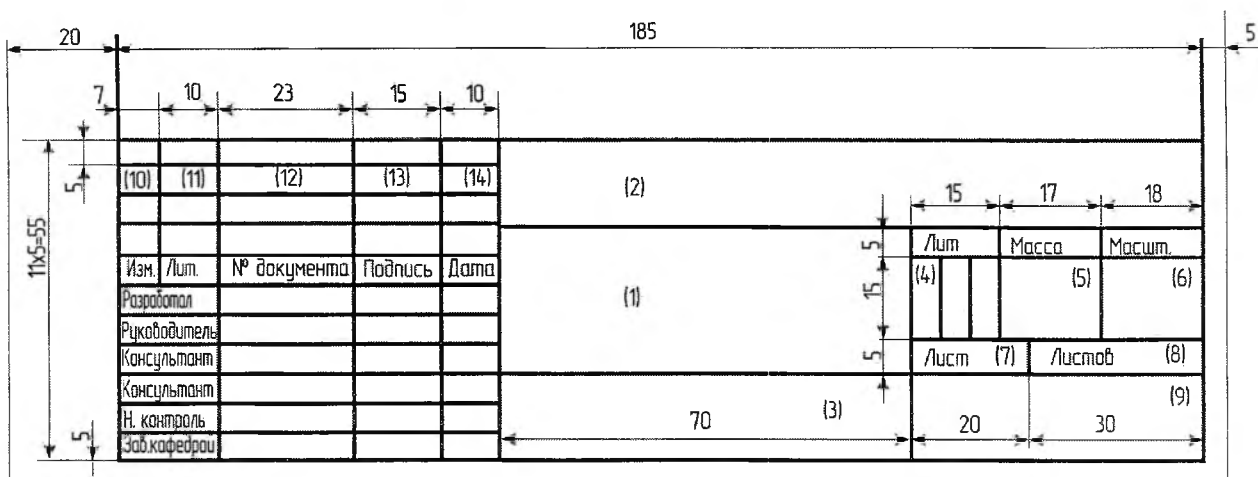 20 185 5
7 10 23 15 10
(10) (11) (12) (13) (14) (2)
5
15 17 18
11x5=55
5 Лит Масса Масшт.
Изм. Лит. № документа Подпись Дата
(1) 15 (4) (5) (6)
Разработал
Руководитель
Консультант 5 Лист (7) Листов (8)
Консультант (9)
Н. контроль 70 (3) 20 30
5 Зав.кафедрой